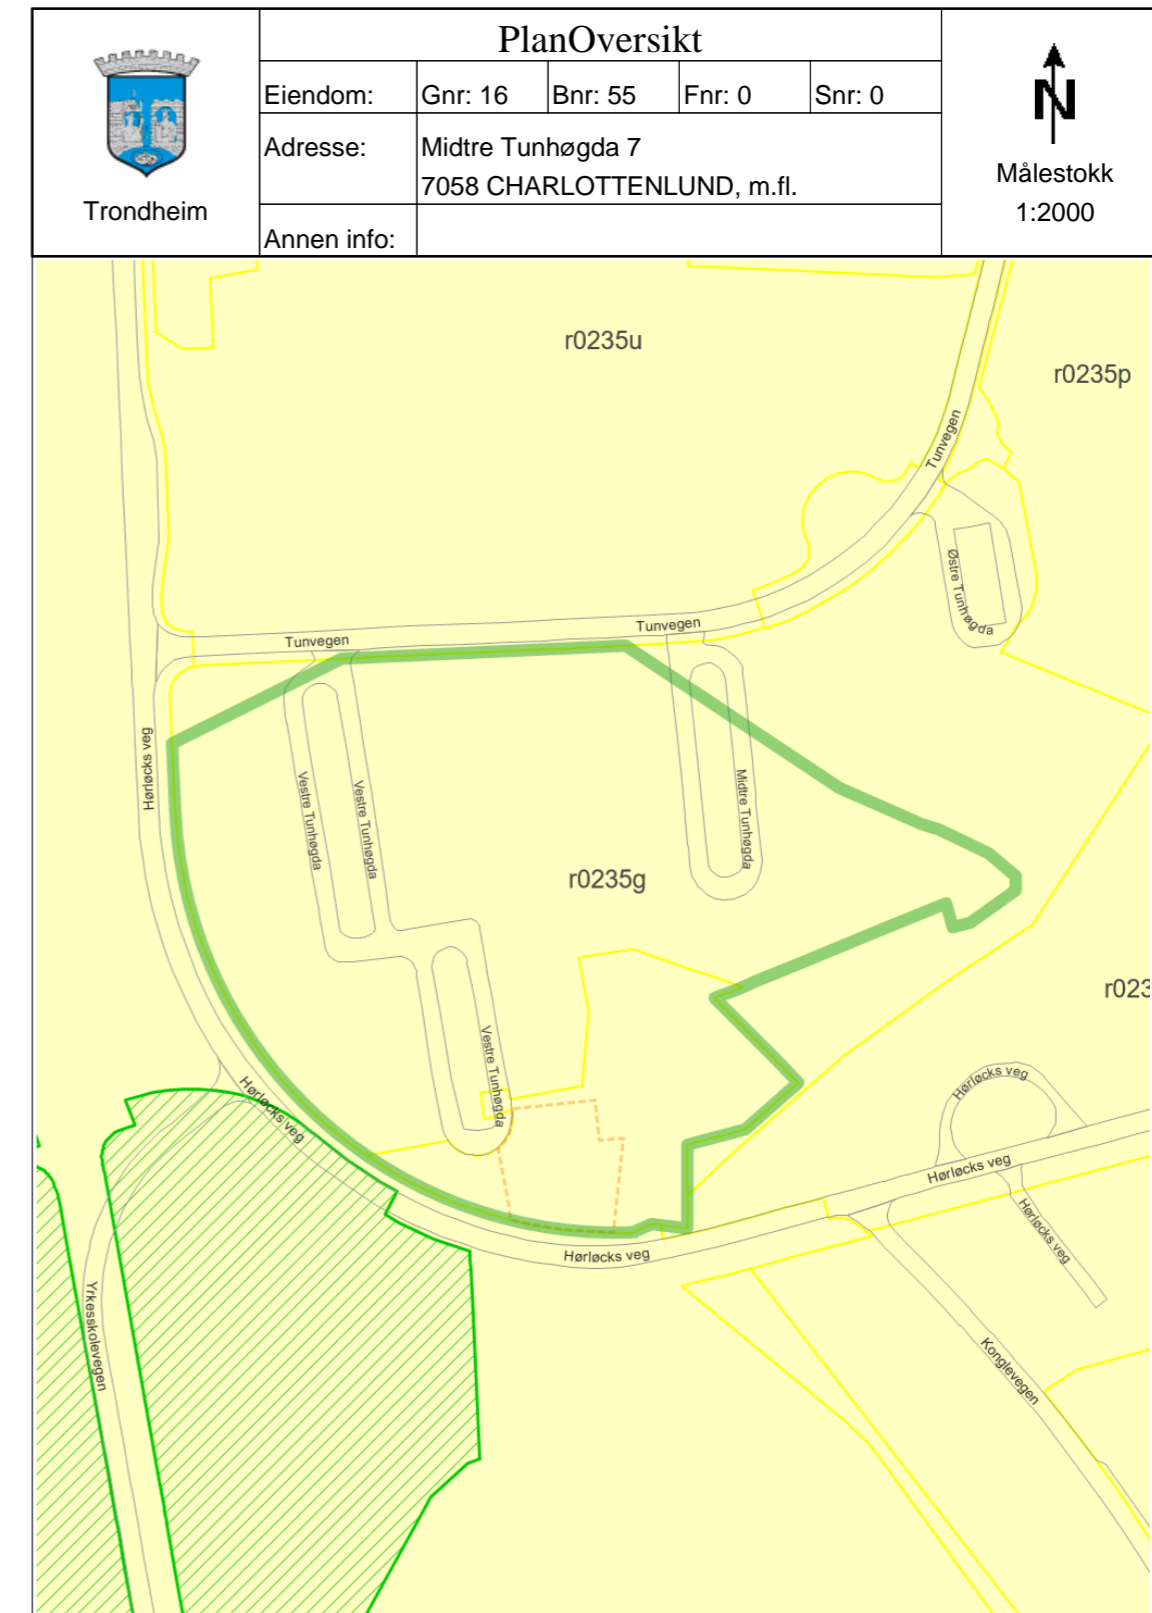 PlanOversikt
Eiendom: Gnr: 16 Bnr: 55 Fnr: 0 Snr: 0
Adresse: Midtre Tunhøgda 7
7058 CHARLOTTENLUND, m.fl.
Annen info:
Trondheim
N
Målestokk
1:2000
r0235u
r0235p
Tunvegen
Østre Tunhøgda
Tunvegen
Tunvegen
Hørløcks veg
Vestre Tunhøgda
Vestre Tunhøgda
Midtre Tunhøgda
r0235g
r023
Vestre Tunhøgda
Hørløcks veg
Hørløcks veg
Hørløcks veg
Hørløcks veg
Hørløcks veg
Yrkesskolevegen
Konglevegen